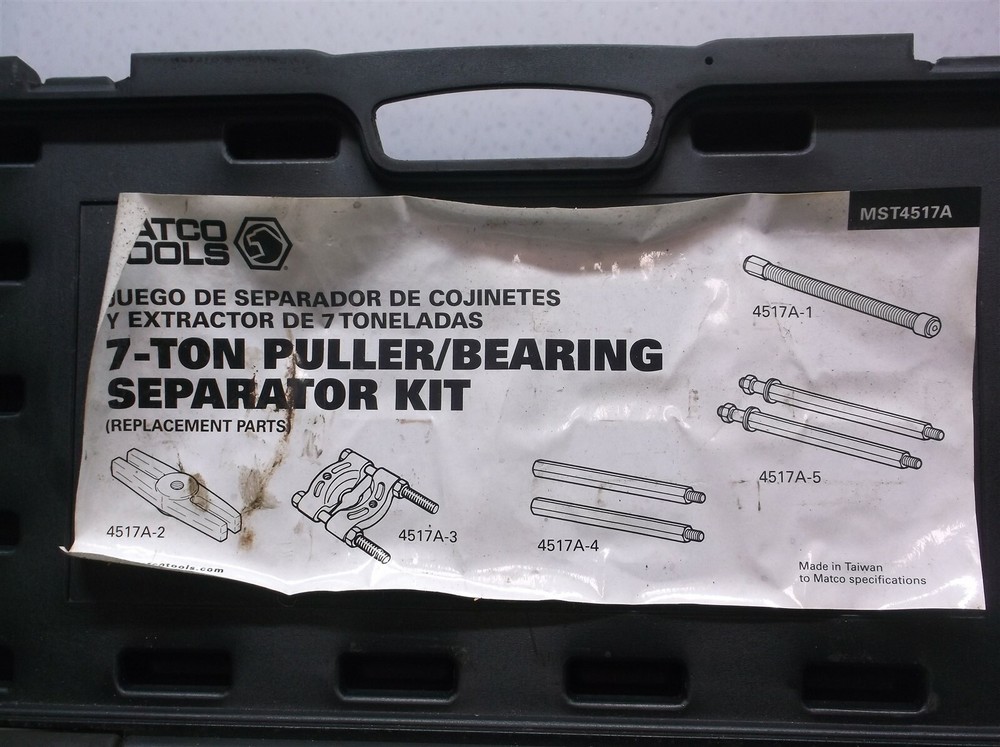 ATCO
OOLS
MST4517A
JUEGO DE SEPARADOR DE COJINETES
Y EXTRACTOR DE 7 TONELADAS
7-TON PULLER/BEARING
SEPARATOR KIT
(REPLACEMENT PARTS)
4517A-1
4517A-5
4517A-2
4517A-3
4517A-4
Made in Taiwan
to Matco specifications